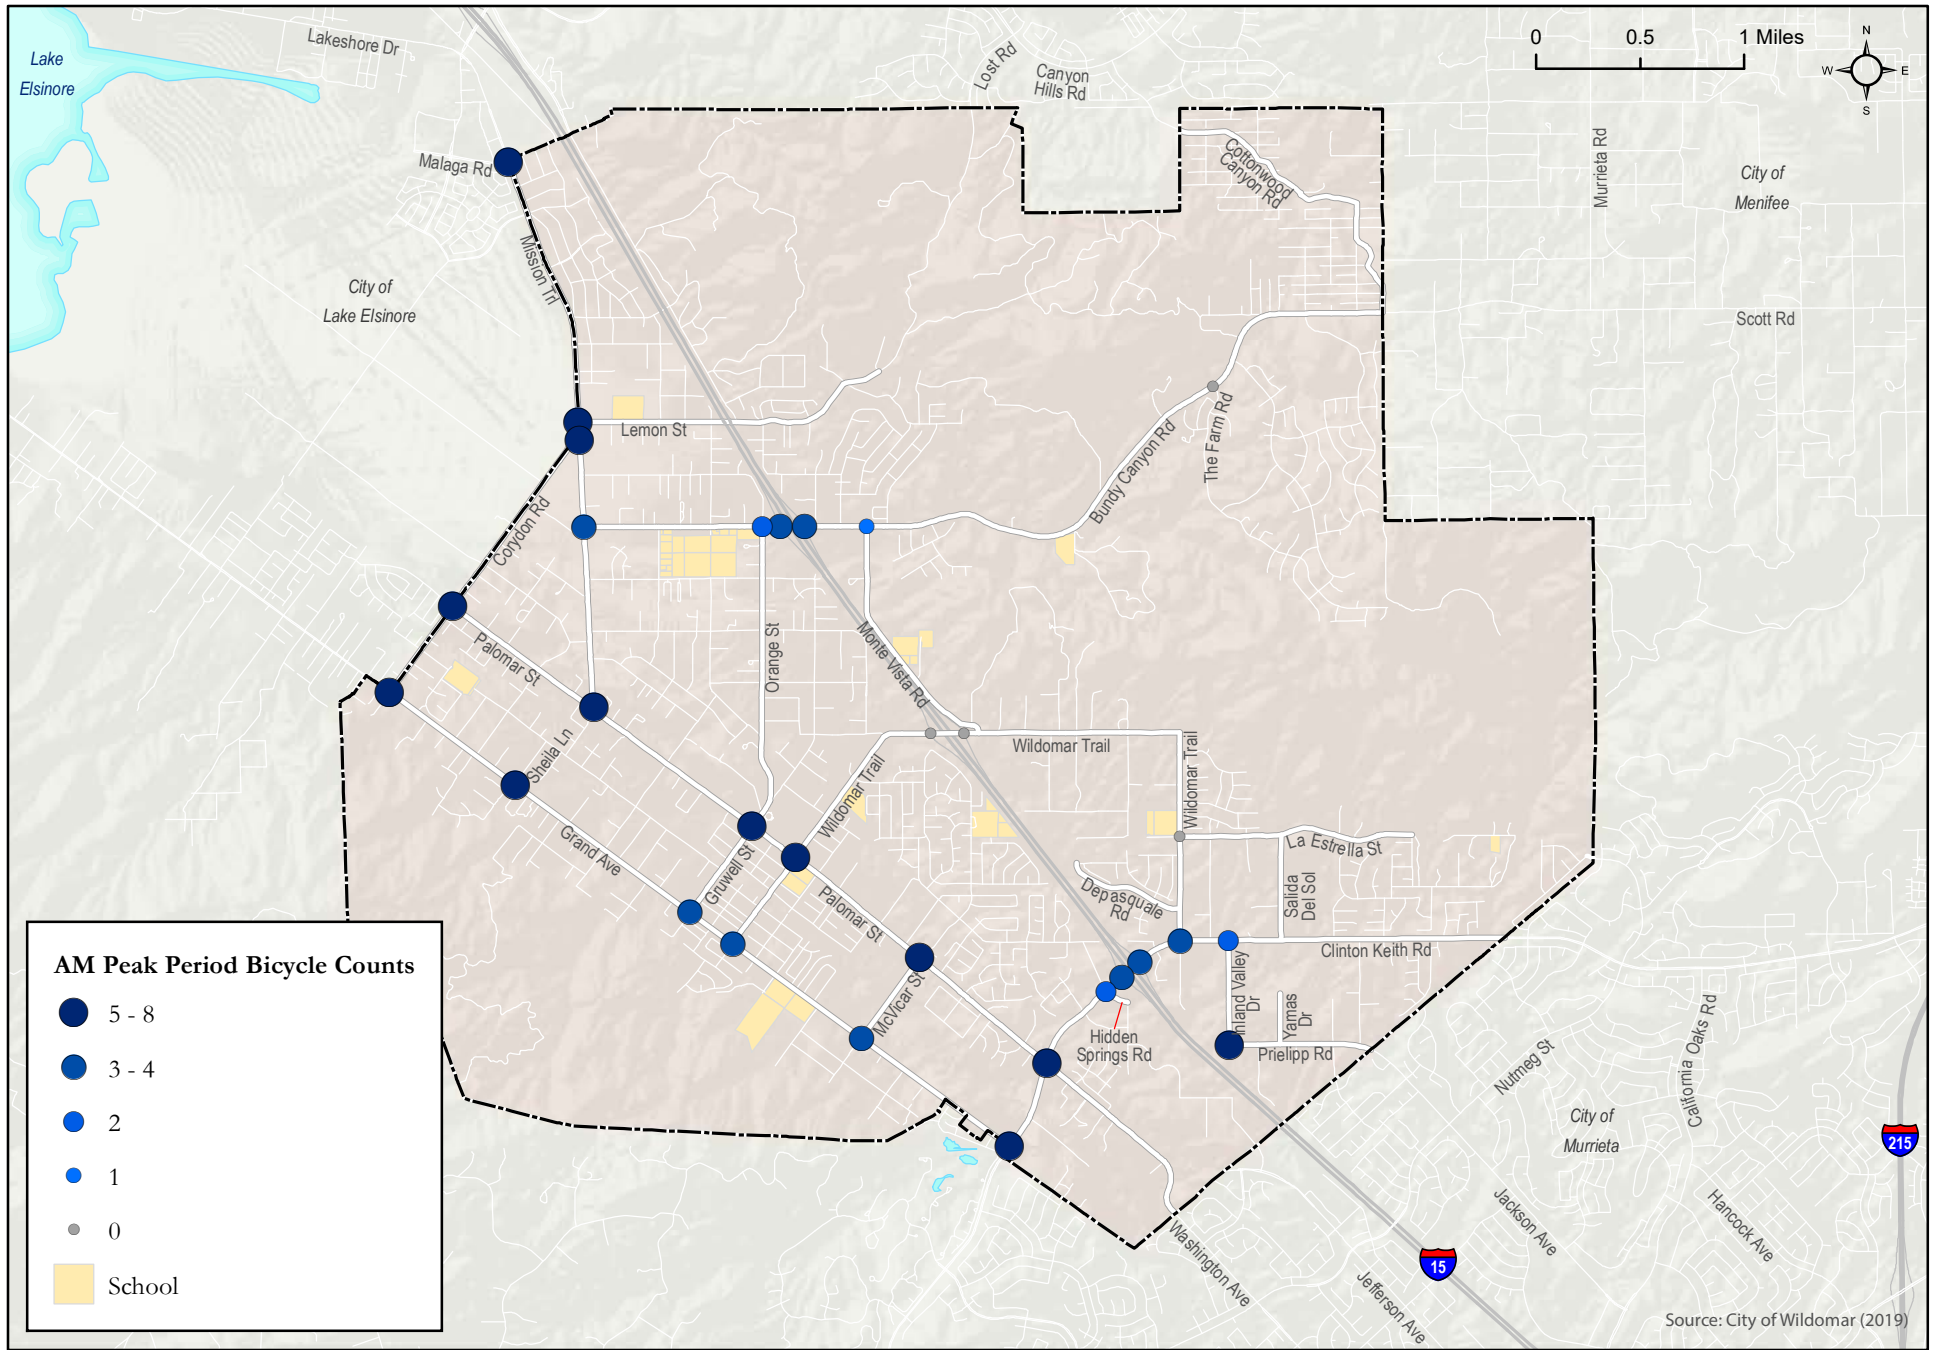 Lake
Elsinore
Lakeshore Dr
Lost Rd
Canyon
Hills Rd
0 0.5 1 Miles
N
W E
S
Malaga Rd
Cottonwood
Canyon Rd
Murrieta Rd
City of
Menifee
Mission Trl
City of
Lake Elsinore
Scott Rd
Lemon St
The Farm Rd
Bundy Canyon Rd
Corydon Rd
Palomar St
Orange St
Monte Vista Rd
Wildomar Trail
Wildomar Trail
Wildomar Trail
Sheila Ln
Grand Ave
Gruwell St
La Estrella St
Depasquale
Rd
Salida
Del Sol
Palomar St
Clinton Keith Rd
McVicar St
Inland Valley
Dr
Yamas
Dr
Hidden
Springs Rd
Prielipp Rd
Nutmeg St
California Oaks Rd
City of
Murrieta
215
Jackson Ave
Hancock Ave
Washington Ave
15
Jefferson Ave
AM Peak Period Bicycle Counts
5 - 8
3 - 4
2
1
0
School
Source: City of Wildomar (2019)